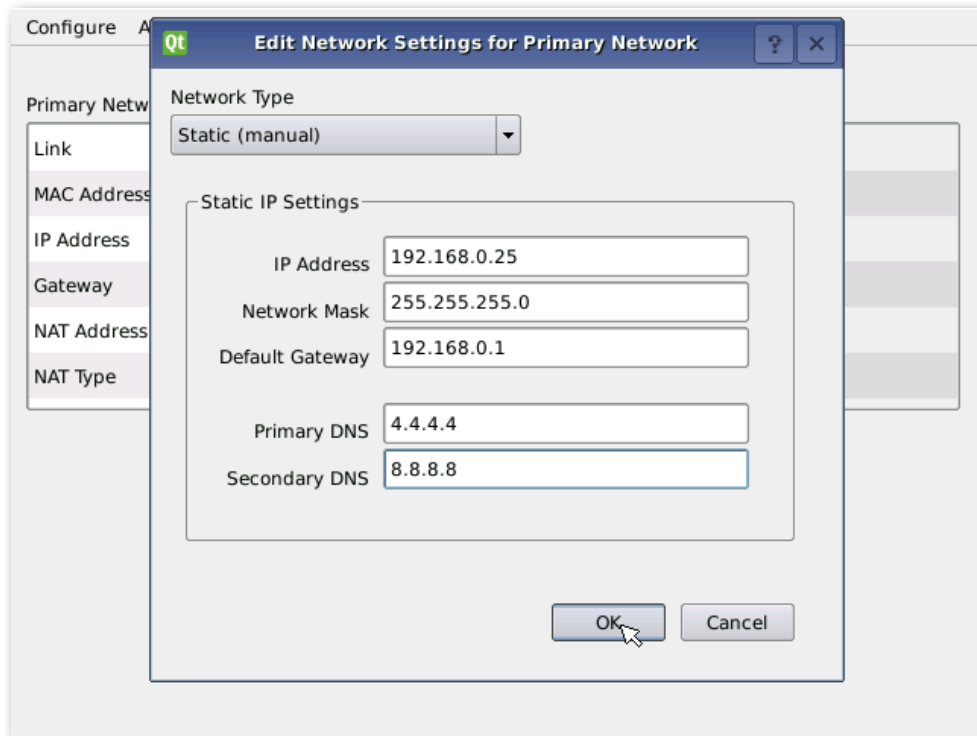 Configure A
Edit Network Settings for Primary Network
Qt
?
Network Type
Primary Netw
Static (manual)
Link
MAC Address
Static IP Settings
IP Address
IP Address 192.168.0.25
Gateway
Network Mask 255.255.255.0
NAT Address
Default Gateway 192.168.0.1
NAT Type
Primary DNS 4.4.4.4
Secondary DNS 8.8.8.8
OK
Cancel